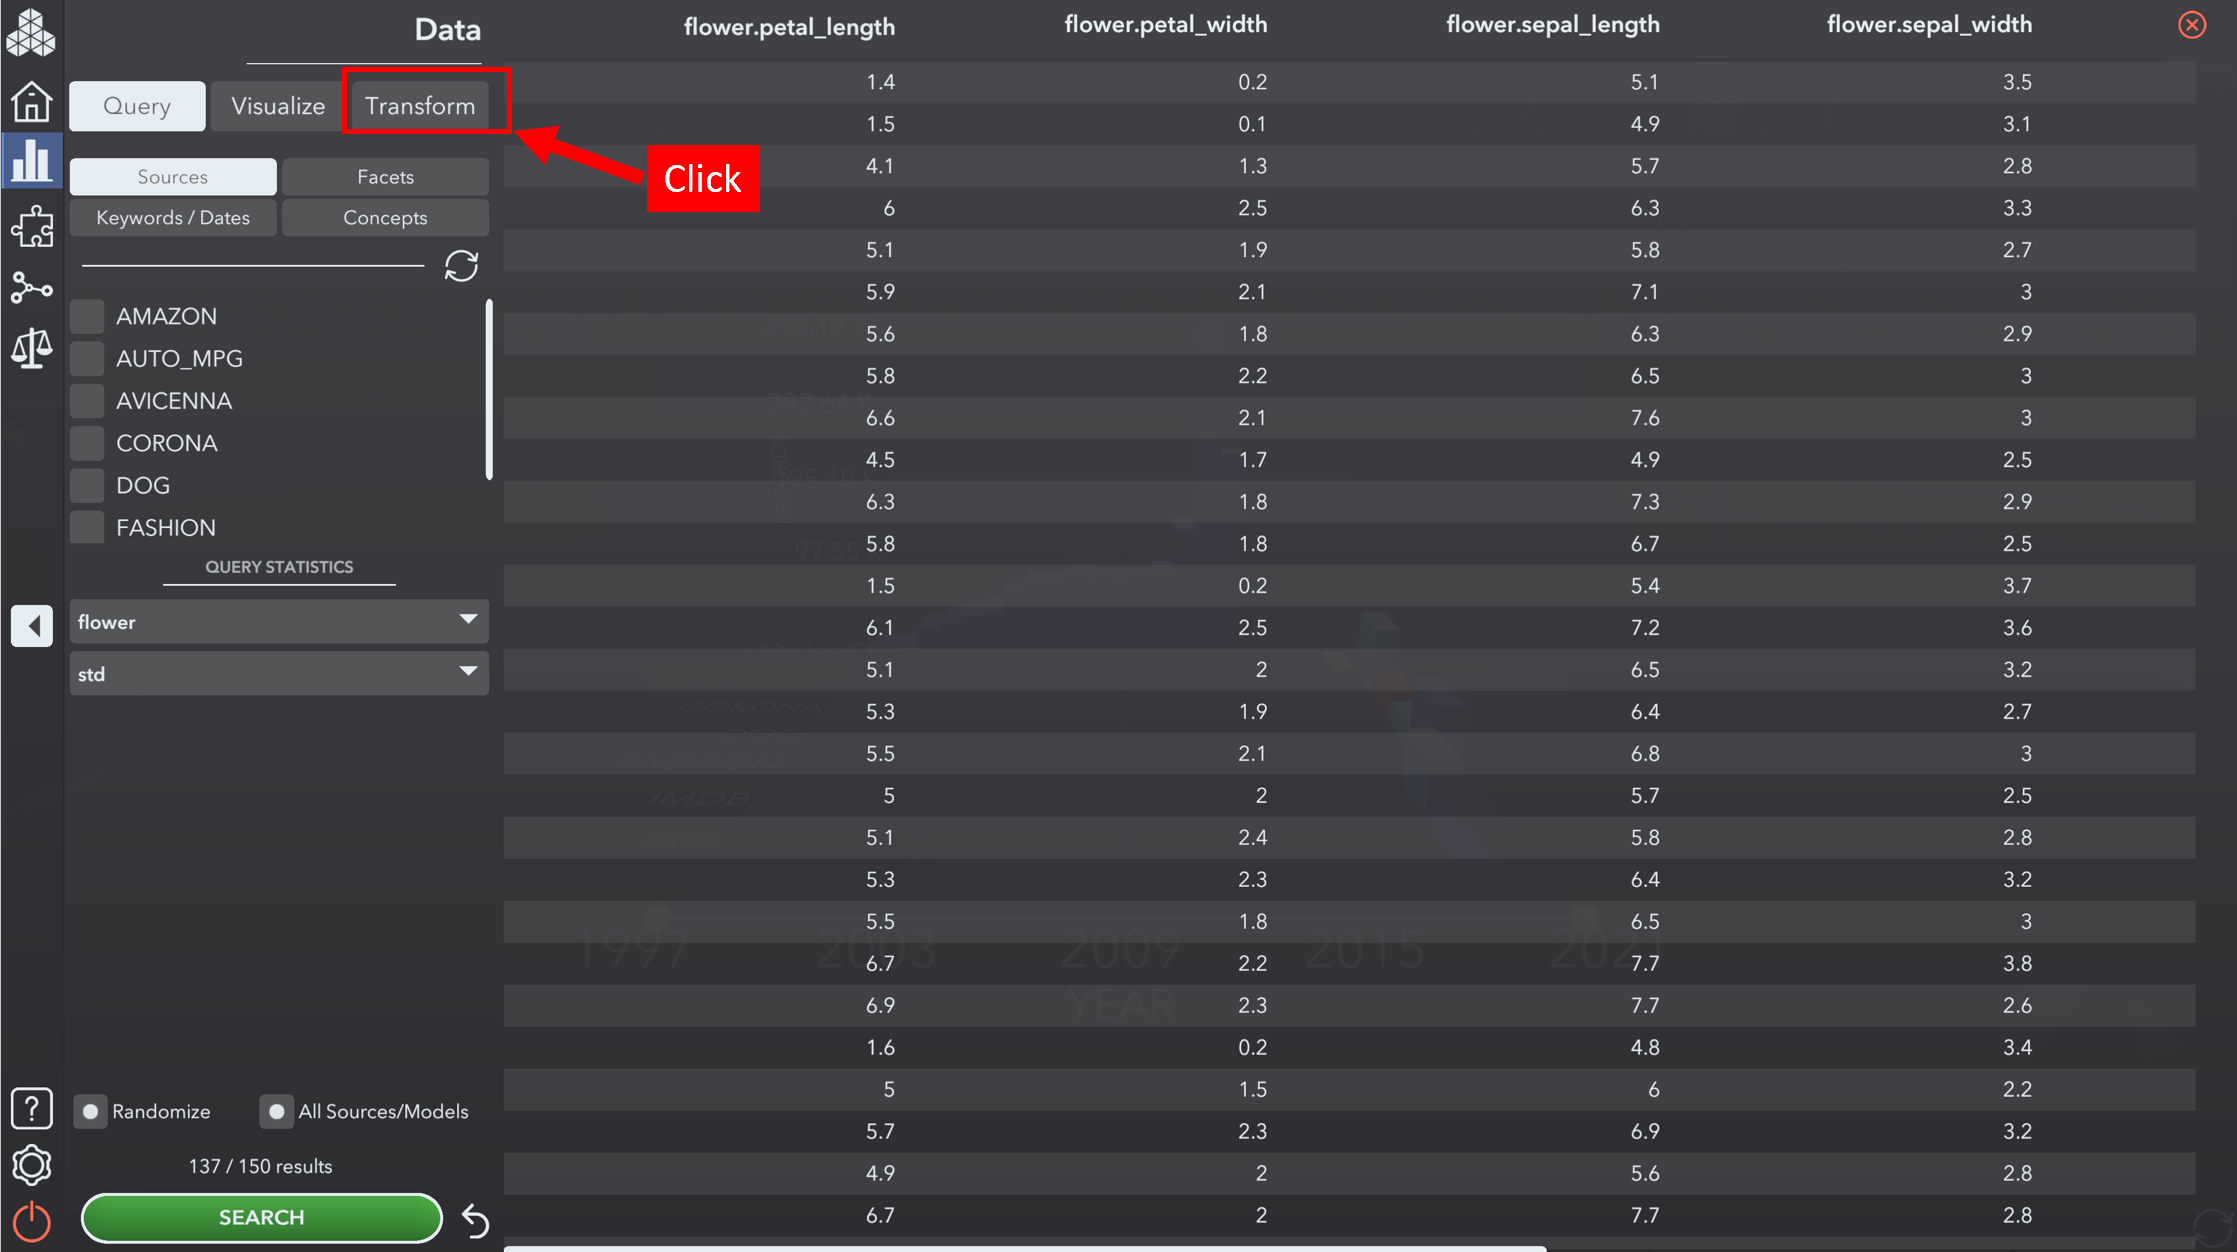 Data
Query Visualize Transform
Click
Sources Facets
Keywords / Dates Concepts
AMAZON
AUTO_MPG
AVICENNA
CORONA
DOG
FASHION
QUERY STATISTICS
flower
std
? Randomize All Sources/Models
137 / 150 results
SEARCH
flower.petal_length flower.petal_width flower.sepal_length flower.sepal_width
1.4 0.2 5.1 3.5
1.5 0.1 4.9 3.1
4.1 1.3 5.7 2.8
6 2.5 6.3 3.3
5.1 1.9 5.8 2.7
5.9 2.1 7.1 3
5.6 1.8 6.3 2.9
5.8 2.2 6.5 3
6.6 2.1 7.6 3
4.5 1.7 4.9 2.5
6.3 1.8 7.3 2.9
5.8 1.8 6.7 2.5
1.5 0.2 5.4 3.7
6.1 2.5 7.2 3.6
5.1 2 6.5 3.2
5.3 1.9 6.4 2.7
5.5 2.1 6.8 3
5 2 5.7 2.5
5.1 2.4 5.8 2.8
5.3 2.3 6.4 3.2
5.5 1.8 6.5 3
6.7 2.2 7.7 3.8
6.9 2.3 7.7 2.6
1.6 0.2 4.8 3.4
5 1.5 6 2.2
5.7 2.3 6.9 3.2
4.9 2 5.6 2.8
6.7 2 7.7 2.8
RECORDS
CORONA
DOG
FASHION
IMDB
IRIS
1997 2003 2009 2015
YEAR